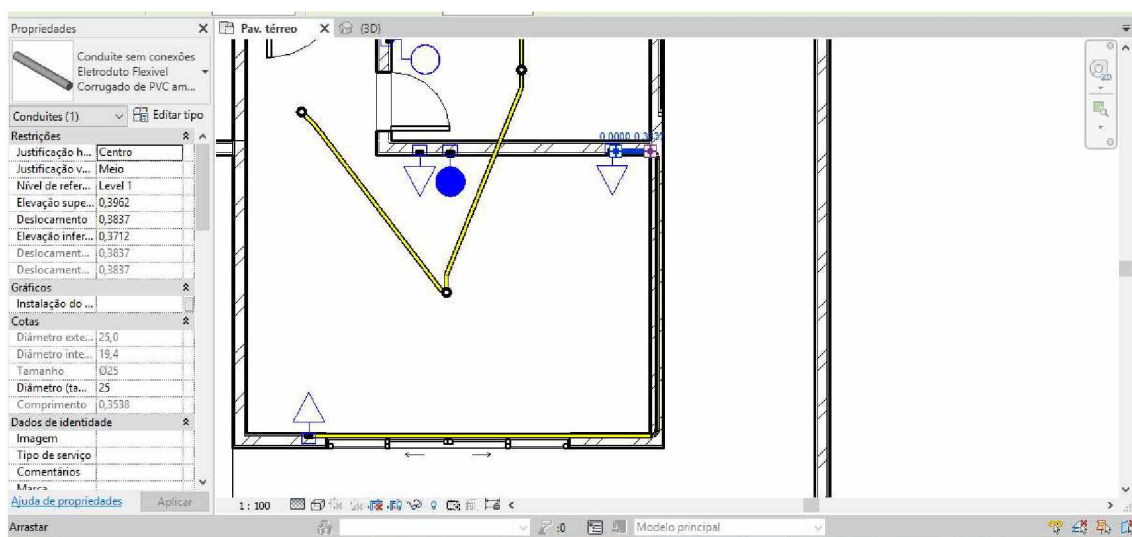 Propriedades X
Pav. térreo X (3D)
Conduite sem conexões
Eletroduto Flexível
Corrugado de PVC am...
Conduites (1) Editar tipo
Restrições
Justificação h... Centro
Justificação v... Meio
Nível de refer... Level 1
Elevação supe... 0,3962
Deslocamento 0,3837
Elevação infer... 0,3712
Deslocament... 0,3837
Deslocament... 0,3837
Gráficos
Instalação do ...
Cotas
Diâmetro exte... 25,0
Diâmetro inte... 19,4
Tamanho Ø25
Diâmetro (ta... 25
Comprimento 0,3538
Dados de identidade
Imagem
Tipo de serviço
Comentários
Marca
Ajuda de propriedades Aplicar
2D
1 : 100
Arrastar
:0 Modelo principal